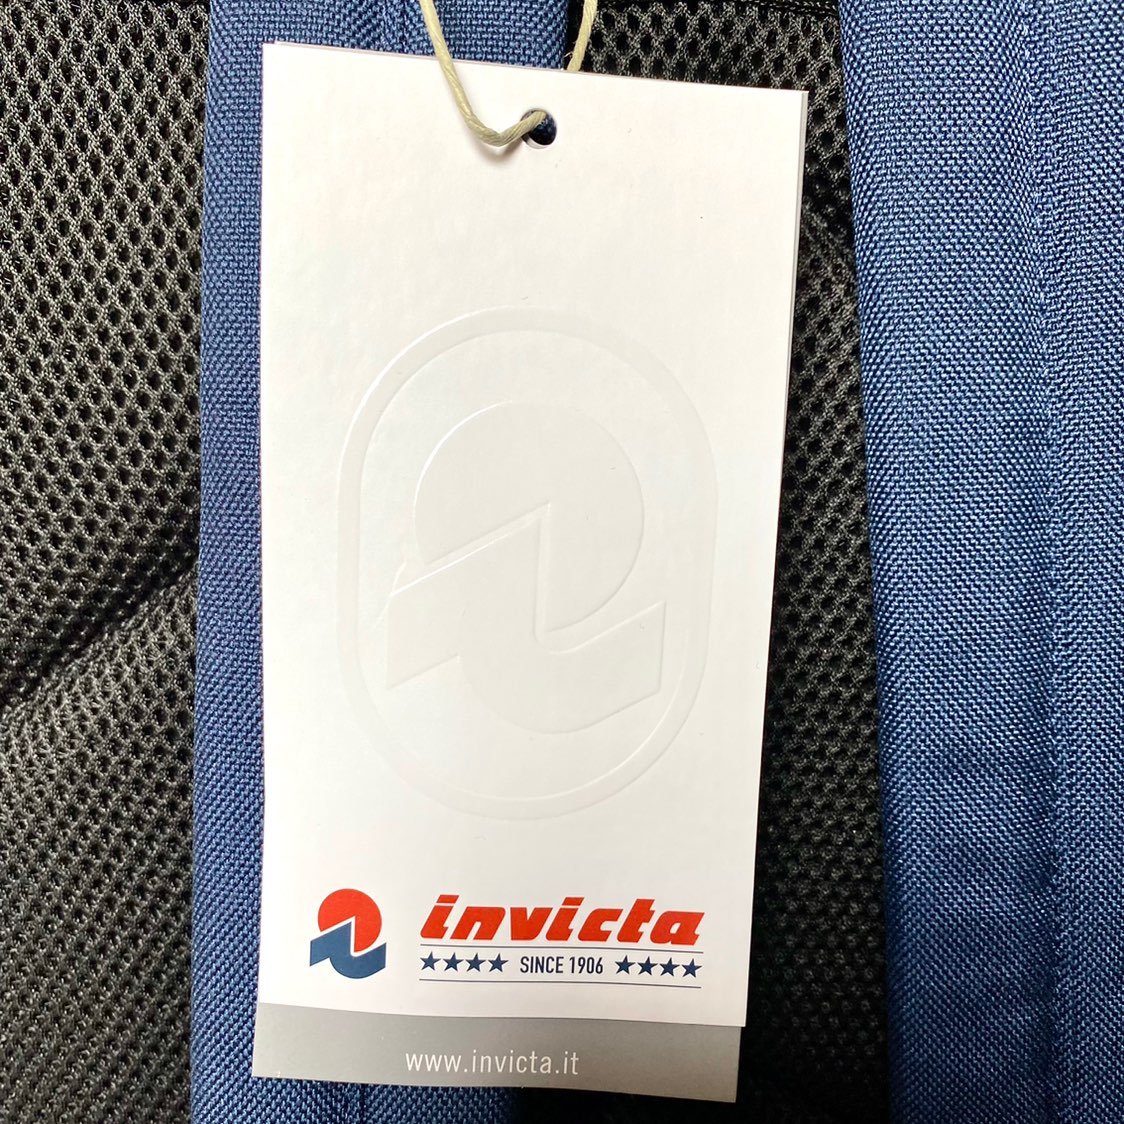 invicta
★★★★ SINCE 1906 ★★★★
www.invicta.it